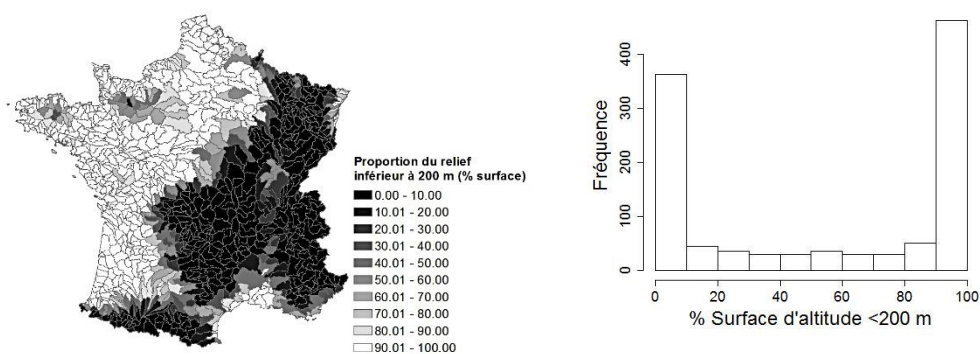 Proportion du relief
inférieur à 200 m (% surface)
0.00 - 10.00
10.01 - 20.00
20.01 - 30.00
30.01 - 40.00
40.01 - 50.00
50.01 - 60.00
60.01 - 70.00
70.01 - 80.00
80.01 - 90.00
90.01 - 100.00
Fréquence
400
300
200
100
0
0 20 40 60 80 100
% Surface d'altitude <200 m